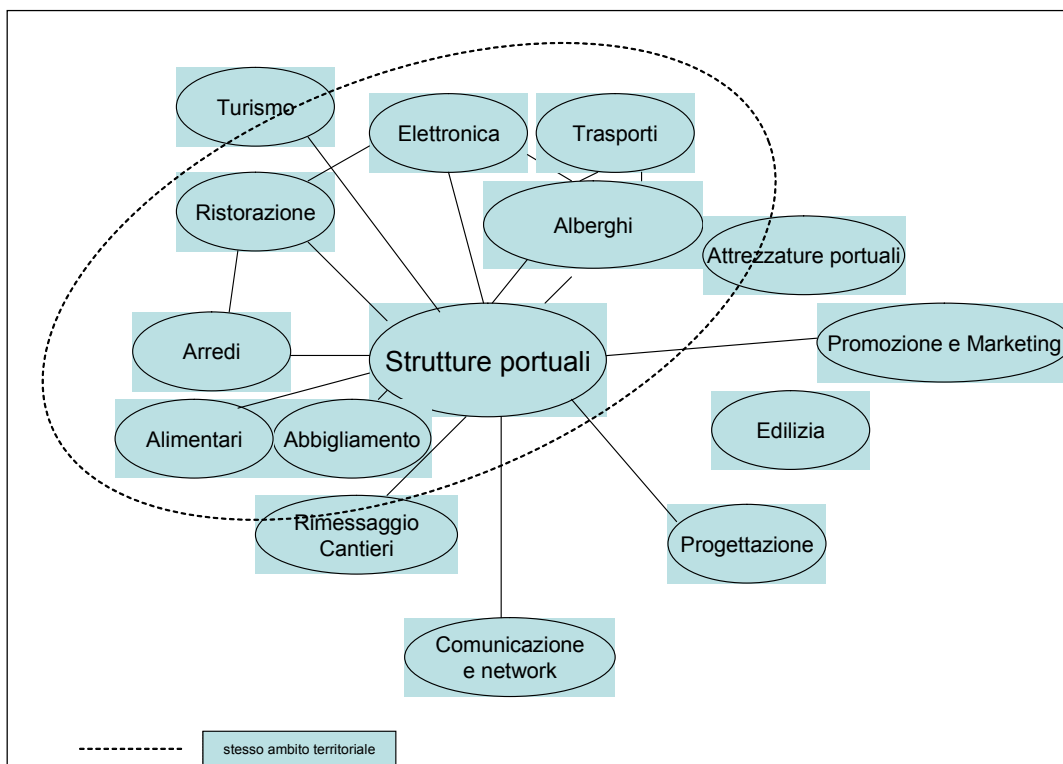 Turismo
Elettronica
Trasporti
Ristorazione
Alberghi
Attrezzature portuali
Arredi
Strutture portuali
Promozione e Marketing
Alimentari
Abbigliamento
Edilizia
Rimessaggio
Cantieri
Progettazione
Comunicazione
e network
stesso ambito territoriale